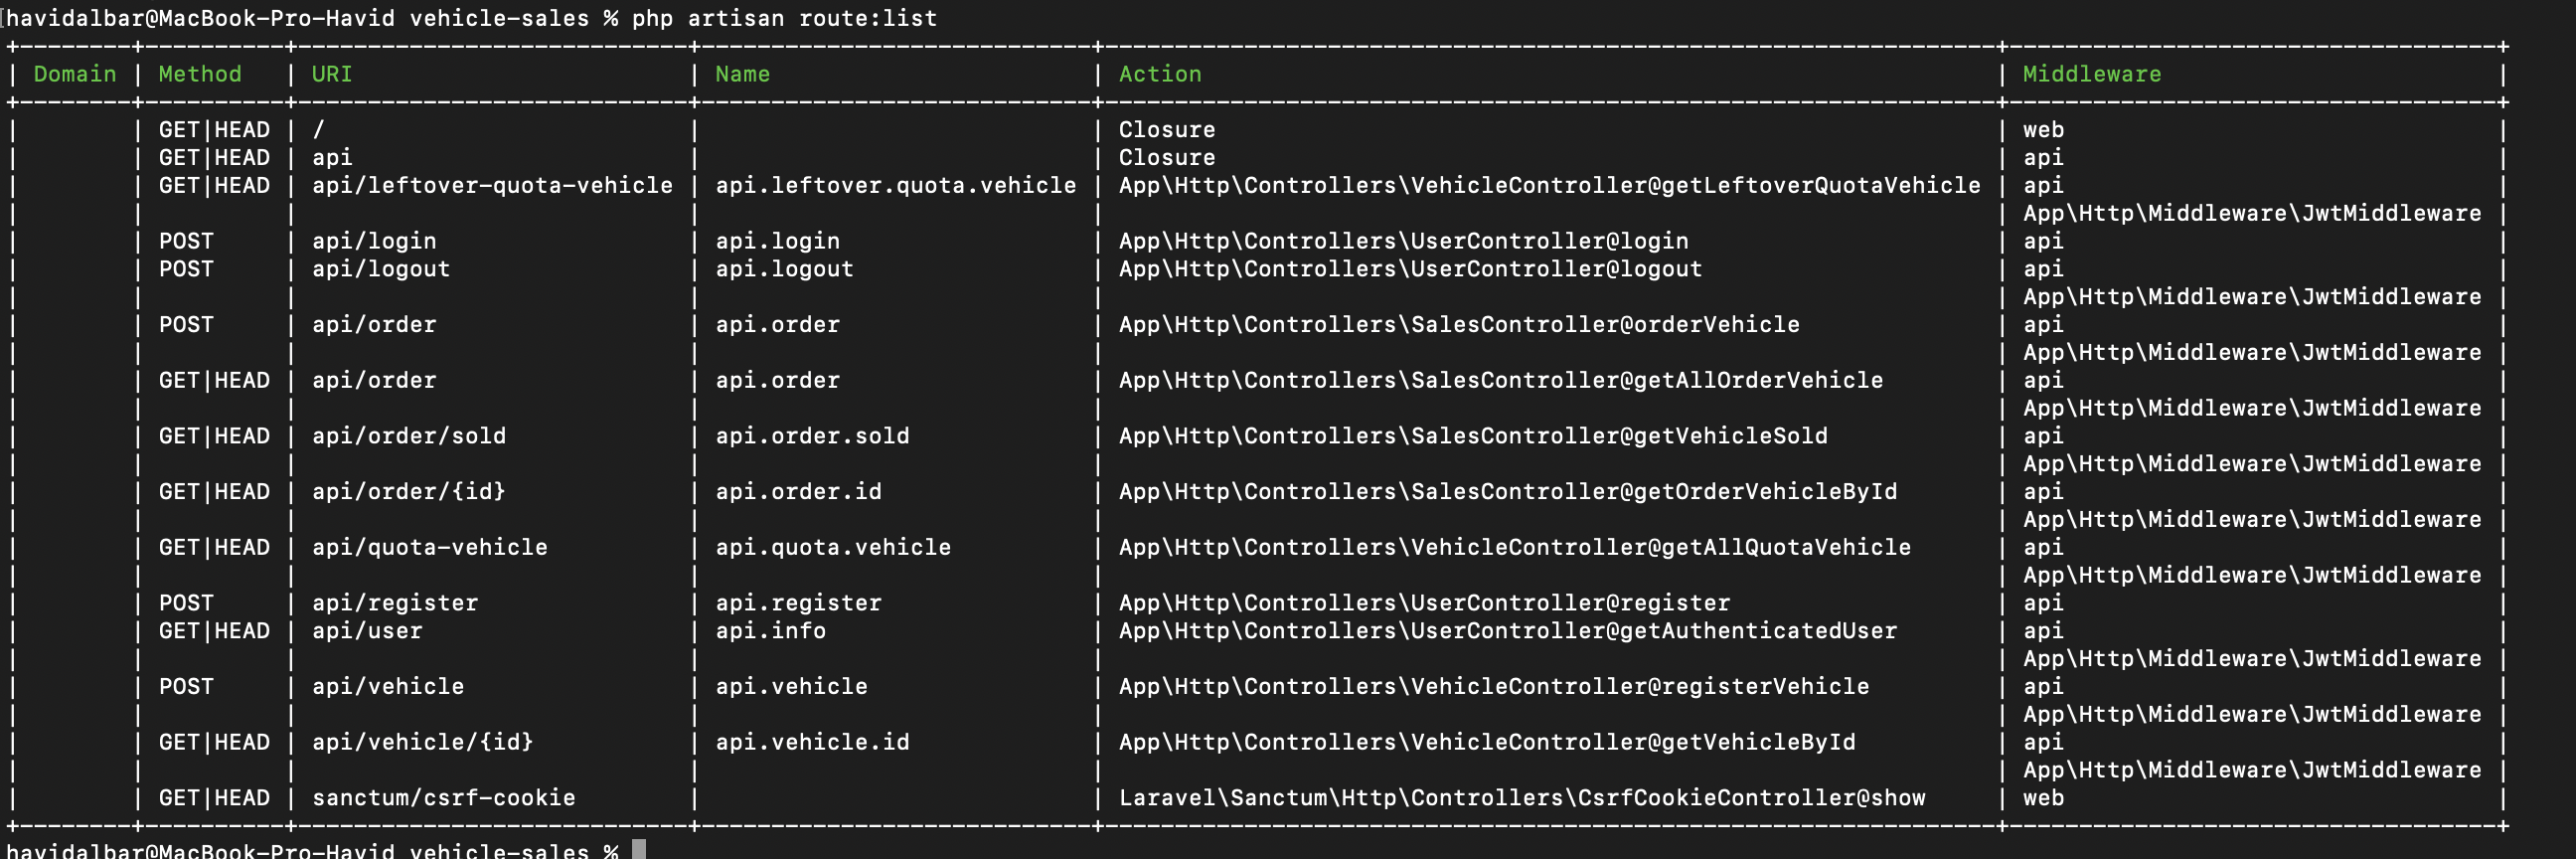 havidalbar@MacBook-Pro-Havid vehicle-sales % php artisan route:list
+--------+----------+---------------------------+---------------------------+----------------------------------------------------------------+------------------------------------+
| Domain | Method   | URI                       | Name                      | Action                                                         | Middleware                         |
+--------+----------+---------------------------+---------------------------+----------------------------------------------------------------+------------------------------------+
|        | GET|HEAD | /                         |                           | Closure                                                        | web                                |
|        | GET|HEAD | api                       |                           | Closure                                                        | api                                |
|        | GET|HEAD | api/leftover-quota-vehicle | api.leftover.quota.vehicle | App\Http\Controllers\VehicleController@getLeftoverQuotaVehicle | api                                |
|        |          |                           |                           |                                                                | App\Http\Middleware\JwtMiddleware |
|        | POST     | api/login                 | api.login                 | App\Http\Controllers\UserController@login                      | api                                |
|        | POST     | api/logout                | api.logout                | App\Http\Controllers\UserController@logout                     | api                                |
|        |          |                           |                           |                                                                | App\Http\Middleware\JwtMiddleware |
|        | POST     | api/order                 | api.order                 | App\Http\Controllers\SalesController@orderVehicle              | api                                |
|        |          |                           |                           |                                                                | App\Http\Middleware\JwtMiddleware |
|        | GET|HEAD | api/order                 | api.order                 | App\Http\Controllers\SalesController@getAllOrderVehicle        | api                                |
|        |          |                           |                           |                                                                | App\Http\Middleware\JwtMiddleware |
|        | GET|HEAD | api/order/sold            | api.order.sold            | App\Http\Controllers\SalesController@getVehicleSold            | api                                |
|        |          |                           |                           |                                                                | App\Http\Middleware\JwtMiddleware |
|        | GET|HEAD | api/order/{id}            | api.order.id              | App\Http\Controllers\SalesController@getOrderVehicleById       | api                                |
|        |          |                           |                           |                                                                | App\Http\Middleware\JwtMiddleware |
|        | GET|HEAD | api/quota-vehicle         | api.quota.vehicle         | App\Http\Controllers\VehicleController@getAllQuotaVehicle      | api                                |
|        |          |                           |                           |                                                                | App\Http\Middleware\JwtMiddleware |
|        | POST     | api/register              | api.register              | App\Http\Controllers\UserController@register                   | api                                |
|        | GET|HEAD | api/user                  | api.info                  | App\Http\Controllers\UserController@getAuthenticatedUser       | api                                |
|        |          |                           |                           |                                                                | App\Http\Middleware\JwtMiddleware |
|        | POST     | api/vehicle               | api.vehicle               | App\Http\Controllers\VehicleController@registerVehicle         | api                                |
|        |          |                           |                           |                                                                | App\Http\Middleware\JwtMiddleware |
|        | GET|HEAD | api/vehicle/{id}          | api.vehicle.id            | App\Http\Controllers\VehicleController@getVehicleById          | api                                |
|        |          |                           |                           |                                                                | App\Http\Middleware\JwtMiddleware |
|        | GET|HEAD | sanctum/csrf-cookie       |                           | Laravel\Sanctum\Http\Controllers\CsrfCookieController@show     | web                                |
+--------+----------+---------------------------+---------------------------+----------------------------------------------------------------+------------------------------------+
havidalbar@MacBook-Pro-Havid vehicle-sales %